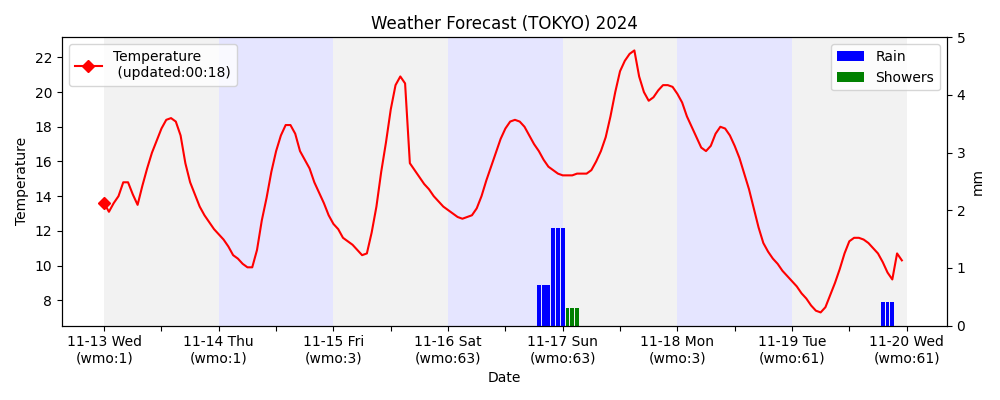 Weather Forecast (TOKYO) 2024
Temperature
(updated:00:18)
Rain
Showers
Temperature
22
20
18
16
14
12
10
8
5
4
3
2
1
0
mm
11-13 Wed
(wmo:1)
11-14 Thu
(wmo:1)
11-15 Fri
(wmo:3)
11-16 Sat
(wmo:63)
11-17 Sun
(wmo:63)
11-18 Mon
(wmo:3)
11-19 Tue
(wmo:61)
11-20 Wed
(wmo:61)
Date